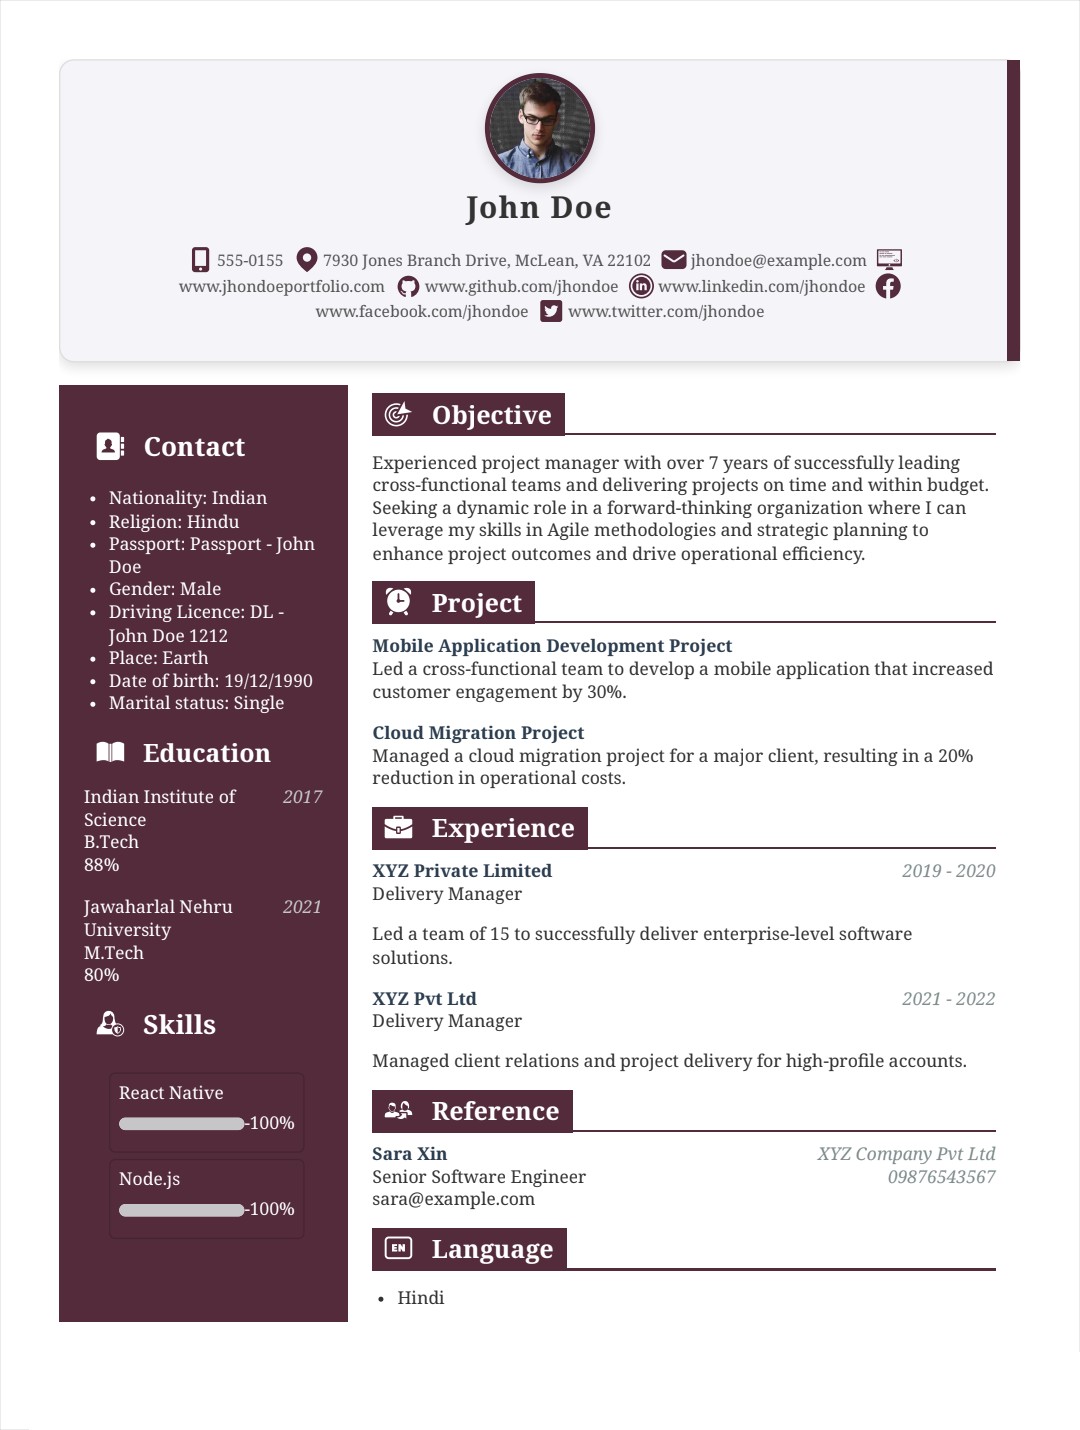 John Doe
555-0155 7930 Jones Branch Drive, McLean, VA 22102 jhondoe@example.com
www.jhondoeportfolio.com www.github.com/jhondoe www.linkedin.com/jhondoe
www.facebook.com/jhondoe www.twitter.com/jhondoe
Contact
• Nationality: Indian
• Religion: Hindu
• Passport: Passport - John
Doe
• Gender: Male
• Driving Licence: DL -
John Doe 1212
• Place: Earth
• Date of birth: 19/12/1990
• Marital status: Single
Education
Indian Institute of 2017
Science
B.Tech
88%
Jawaharlal Nehru 2021
University
M.Tech
80%
Skills
React Native
-100%
Node.js
-100%
Objective
Experienced project manager with over 7 years of successfully leading
cross-functional teams and delivering projects on time and within budget.
Seeking a dynamic role in a forward-thinking organization where I can
leverage my skills in Agile methodologies and strategic planning to
enhance project outcomes and drive operational efficiency.
Project
Mobile Application Development Project
Led a cross-functional team to develop a mobile application that increased
customer engagement by 30%.
Cloud Migration Project
Managed a cloud migration project for a major client, resulting in a 20%
reduction in operational costs.
Experience
XYZ Private Limited 2019 - 2020
Delivery Manager
Led a team of 15 to successfully deliver enterprise-level software
solutions.
XYZ Pvt Ltd 2021 - 2022
Delivery Manager
Managed client relations and project delivery for high-profile accounts.
Reference
Sara Xin XYZ Company Pvt Ltd
Senior Software Engineer 09876543567
sara@example.com
EN Language
• Hindi